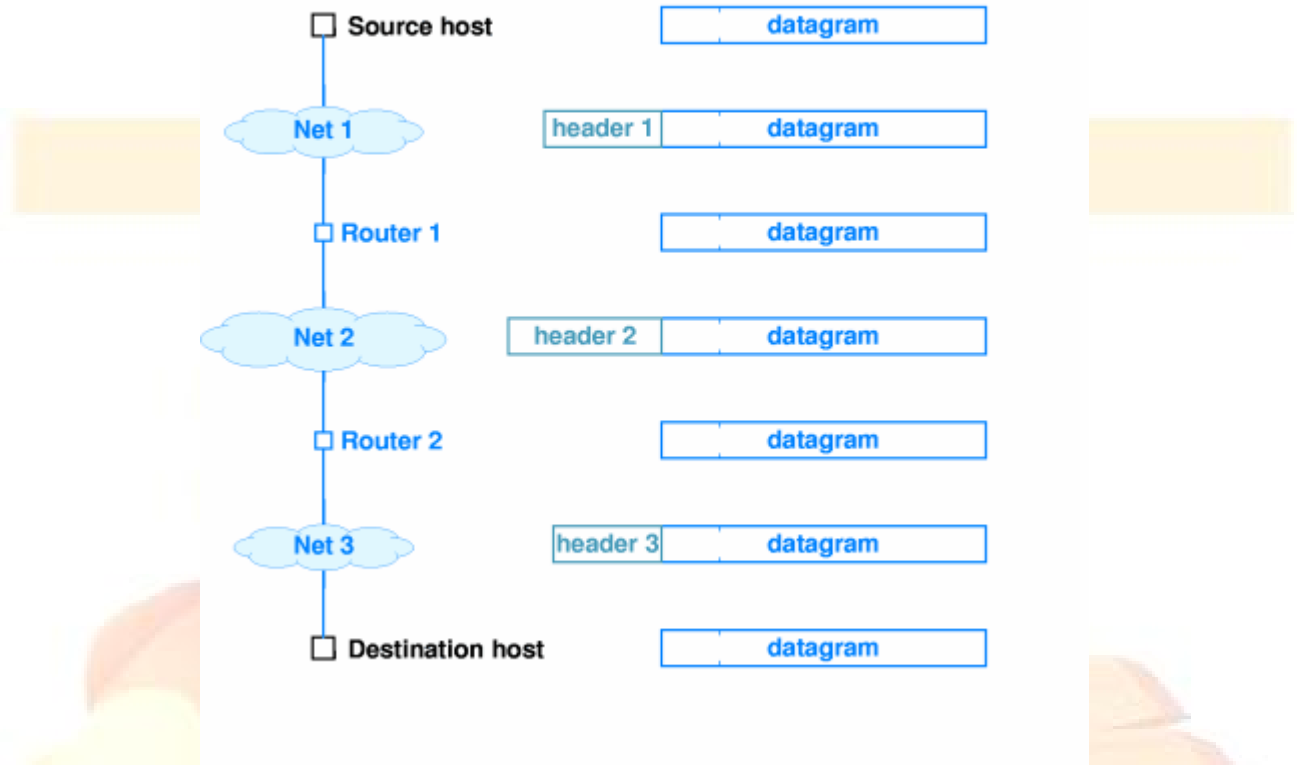 Source host datagram
Net 1 header 1 datagram
Router 1 datagram
Net 2 header 2 datagram
Router 2 datagram
Net 3 header 3 datagram
Destination host datagram